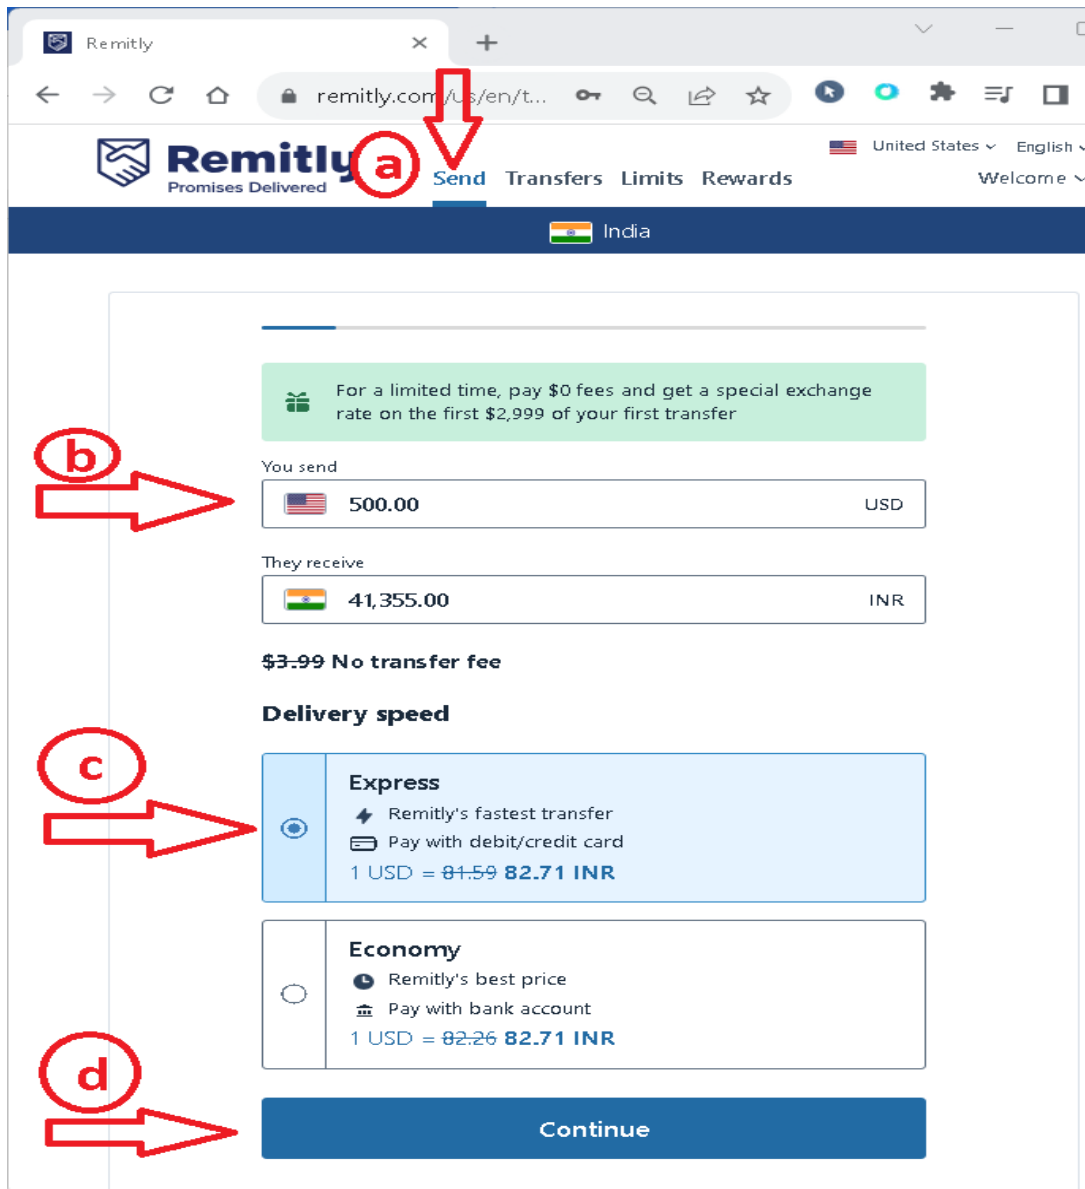 Remitly
remitly.com/us/en/t...
United States English
Remitly
Promises Delivered
a
Send Transfers Limits Rewards
Welcome
India
For a limited time, pay $0 fees and get a special exchange
rate on the first $2,999 of your first transfer
b
You send
500.00 USD
They receive
41,355.00 INR
$3.99 No transfer fee
Delivery speed
c
Express
Remitly's fastest transfer
Pay with debit/credit card
1 USD = 81.59 82.71 INR
Economy
Remitly's best price
Pay with bank account
1 USD = 82.26 82.71 INR
d
Continue